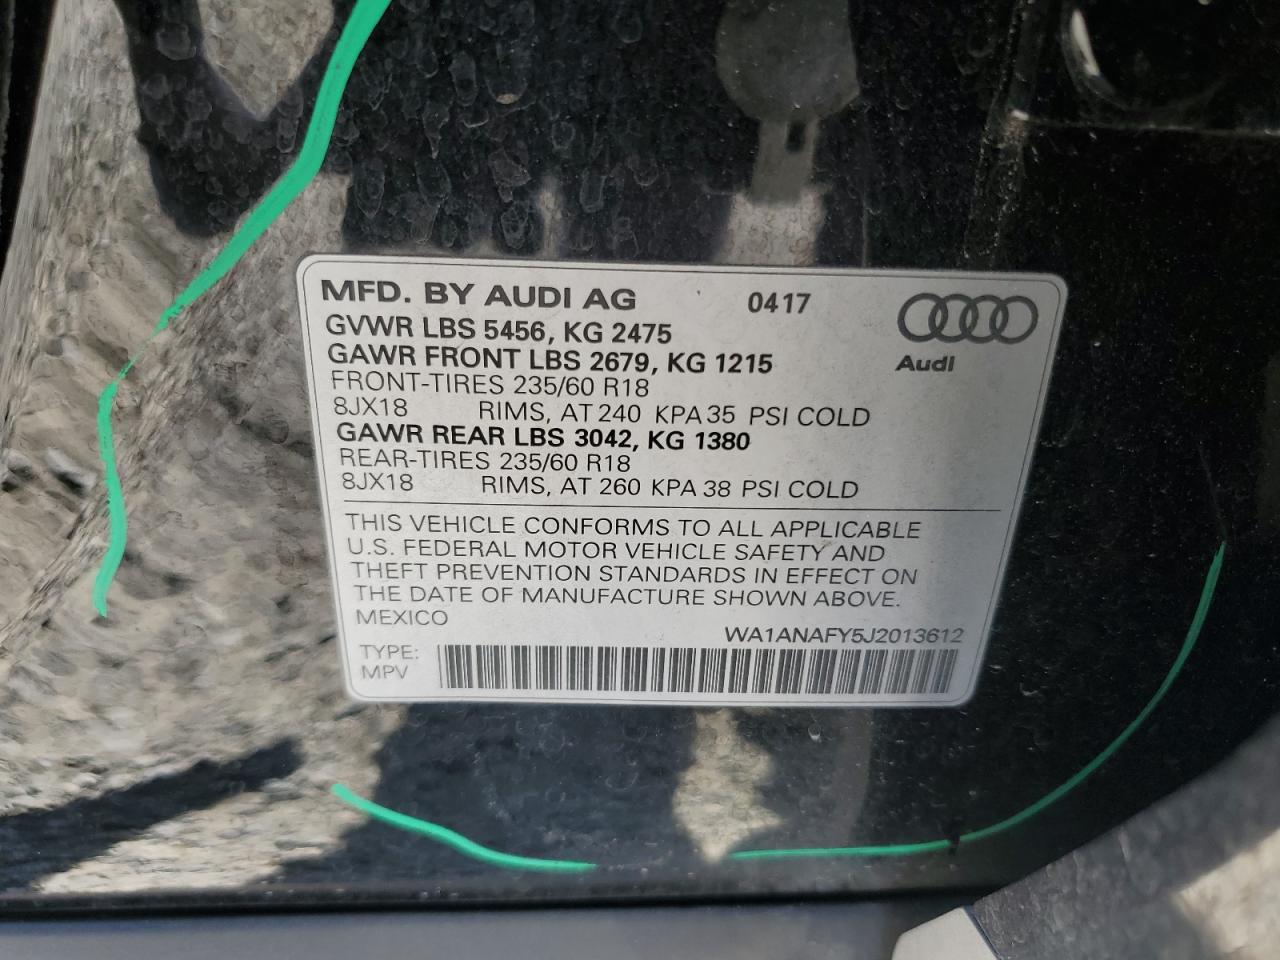 MFD. BY AUDI AG 0417
GVWR LBS 5456, KG 2475
GAWR FRONT LBS 2679, KG 1215
Audi
FRONT-TIRES 235/60 R18
8JX18 RIMS, AT 240 KPA 35 PSI COLD
GAWR REAR LBS 3042, KG 1380
REAR-TIRES 235/60 R18
8JX18 RIMS, AT 260 KPA 38 PSI COLD
THIS VEHICLE CONFORMS TO ALL APPLICABLE
U.S. FEDERAL MOTOR VEHICLE SAFETY AND
THEFT PREVENTION STANDARDS IN EFFECT ON
THE DATE OF MANUFACTURE SHOWN ABOVE.
MEXICO
WA1ANAFY5J2013612
TYPE:
MPV